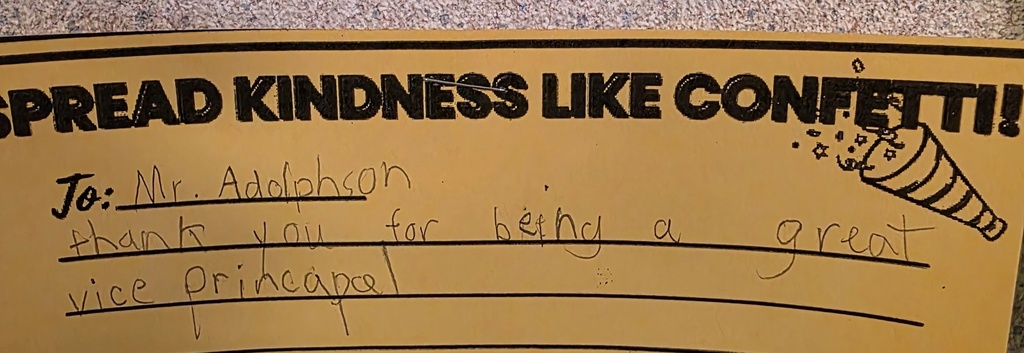 SPREAD KINDNESS LIKE CONFETTI!
To: Mr. Adolphson
thank you for being a great
vice princapal